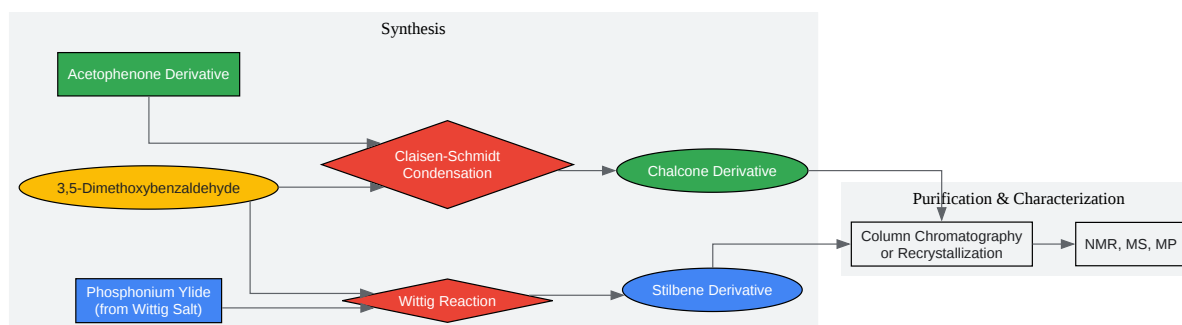 Synthesis
Acetophenone Derivative
Claisen-Schmidt
Condensation
Chalcone Derivative
3,5-Dimethoxybenzaldehyde
Purification & Characterization
Column Chromatography
or Recrystallization
NMR, MS, MP
Phosphonium Ylide
(from Wittig Salt)
Wittig Reaction
Stilbene Derivative